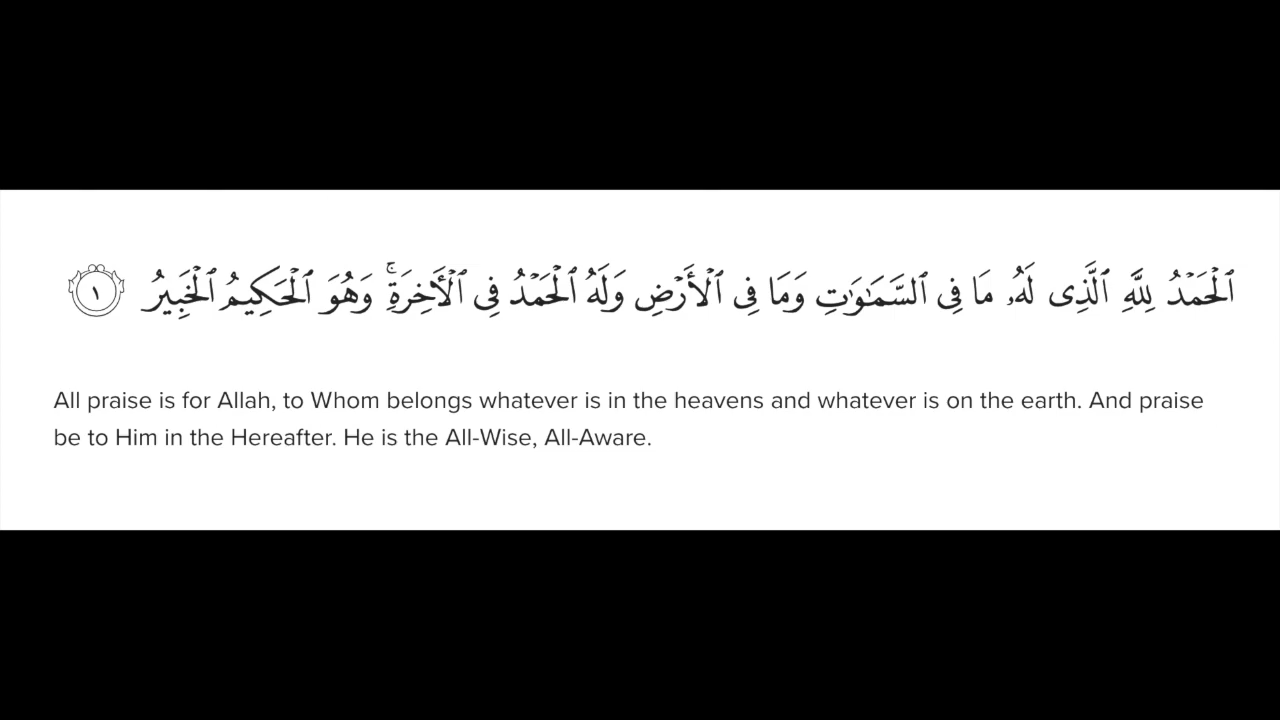 ٱلْحَمْدُ لِلَّهِ ٱلَّذِى لَهُۥ مَا فِى ٱلسَّمَـٰوَٰتِ وَمَا فِى ٱلْأَرْضِ وَلَهُ ٱلْحَمْدُ فِى ٱلْـَٔاخِرَةِ ۚ وَهُوَ ٱلْحَكِيمُ ٱلْخَبِيرُ ١
All praise is for Allah, to Whom belongs whatever is in the heavens and whatever is on the earth. And praise
be to Him in the Hereafter. He is the All-Wise, All-Aware.